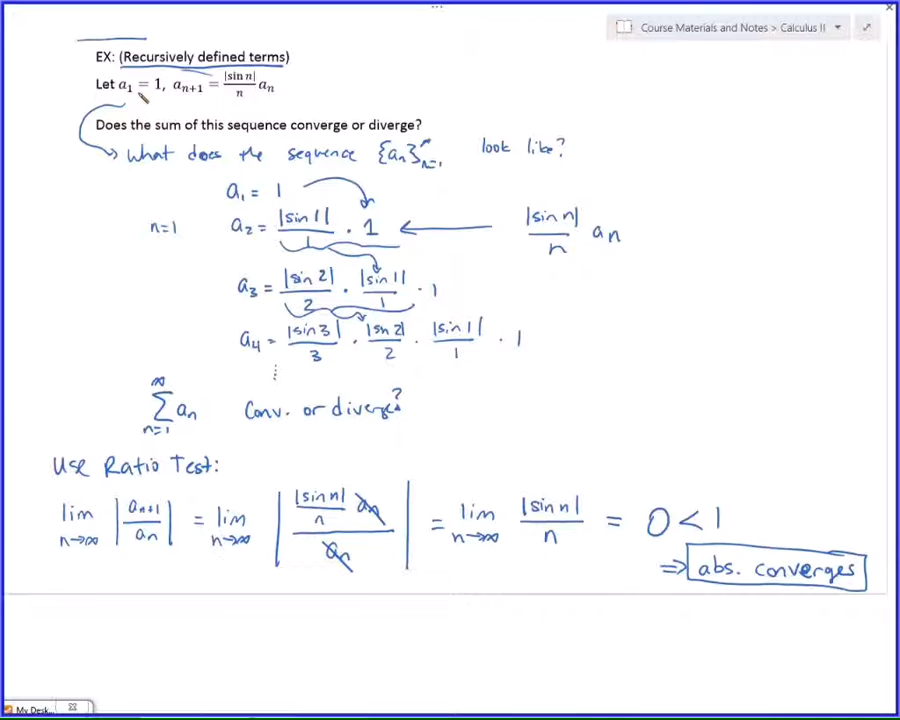 Course Materials and Notes > Calculus II
EX: (Recursively defined terms)
Let a₁ = 1, aₙ₊₁ = |sin n|/n aₙ
Does the sum of this sequence converge or diverge?
What does the sequence {aₙ}ₙ₌₁^∞ look like?
a₁ = 1
n=1 a₂ = |sin 1|/1 · 1 ← |sin n|/n aₙ
a₃ = |sin 2|/2 · |sin 1|/1 · 1
a₄ = |sin 3|/3 · |sin 2|/2 · |sin 1|/1 · 1
⋮
∞ Σ n=1 aₙ Conv. or diverge?
Use Ratio Test:
lim n→∞ |aₙ₊₁/aₙ| = lim n→∞ | (|sin n|/n aₙ)/aₙ | = lim n→∞ |sin n|/n = 0 < 1
⇒ abs. converges
My Desk...